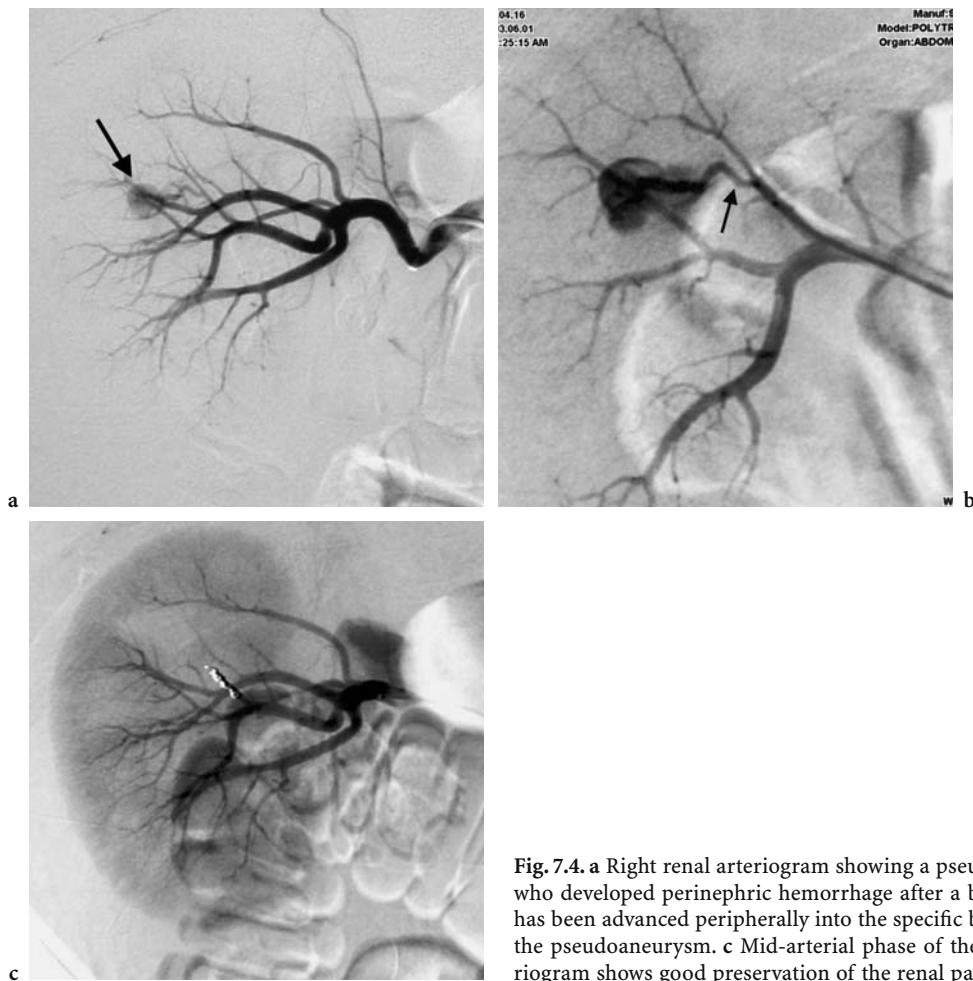 04.16
3.06.01
:25:15 AM
Manuf:
Model:POLYTR
Organ:ABDOM
a
b
c
Fig. 7.4. a Right renal arteriogram showing a pseu
who developed perinephric hemorrhage after a b
has been advanced peripherally into the specific b
the pseudoaneurysm. c Mid-arterial phase of the
riogram shows good preservation of the renal pa